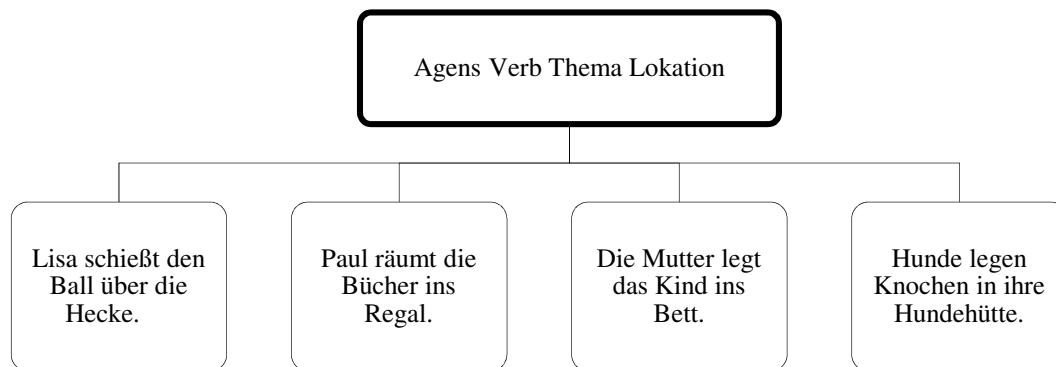 Agens Verb Thema Lokation
Lisa schießt den
Ball über die
Hecke.
Paul räumt die
Bücher ins
Regal.
Die Mutter legt
das Kind ins
Bett.
Hunde legen
Knochen in ihre
Hundehütte.